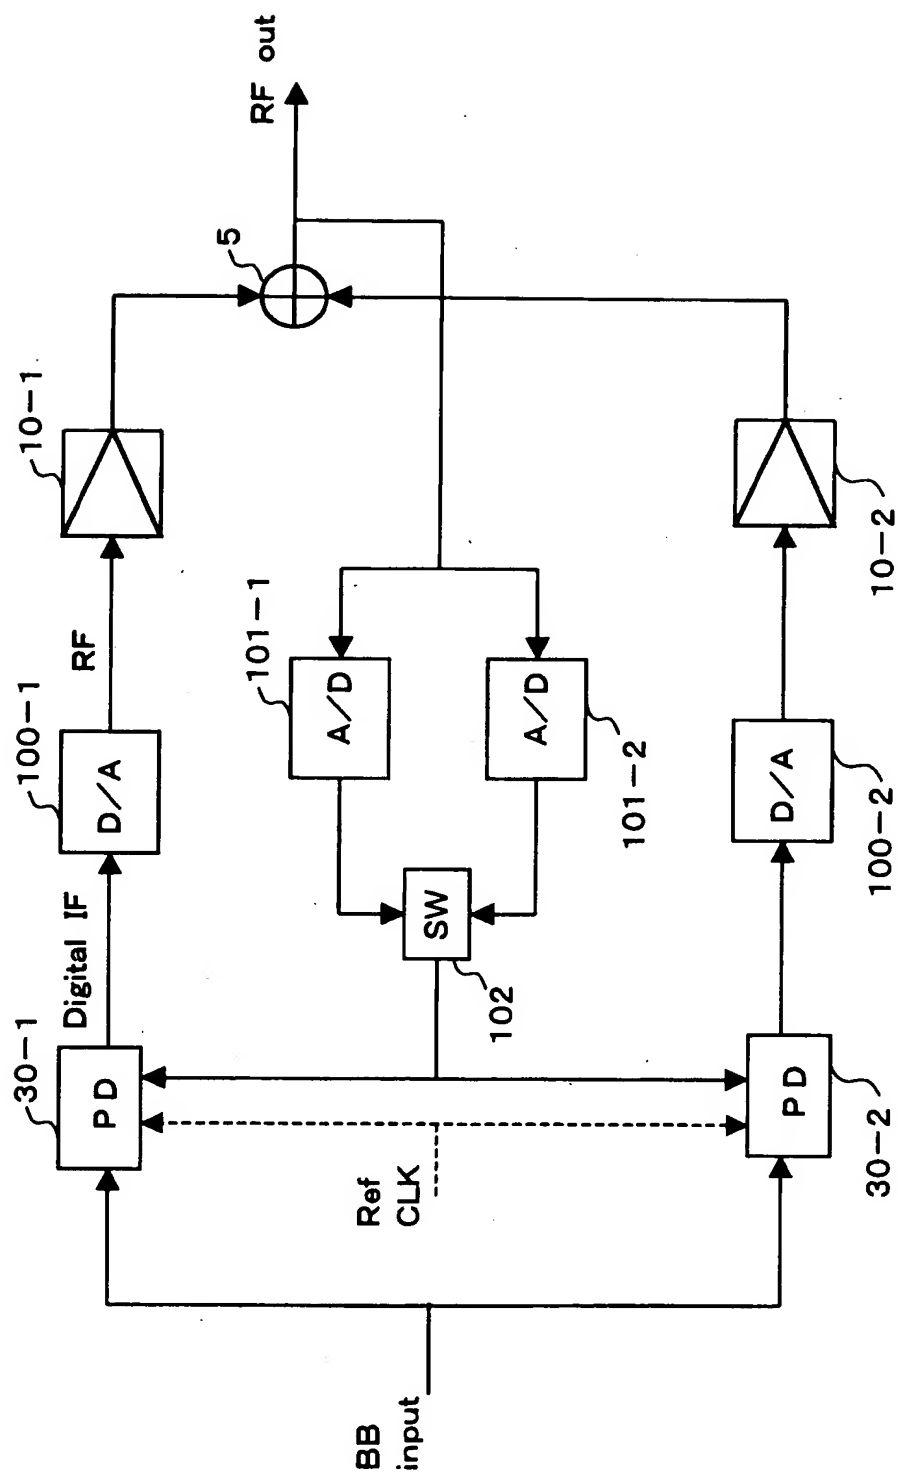 BB
input
30-1
PD
Digital IF
100-1
D/A
RF
10-1
5
RF out
Ref
CLK
102
SW
101-1
A/D
A/D
101-2
PD
30-2
D/A
100-2
10-2